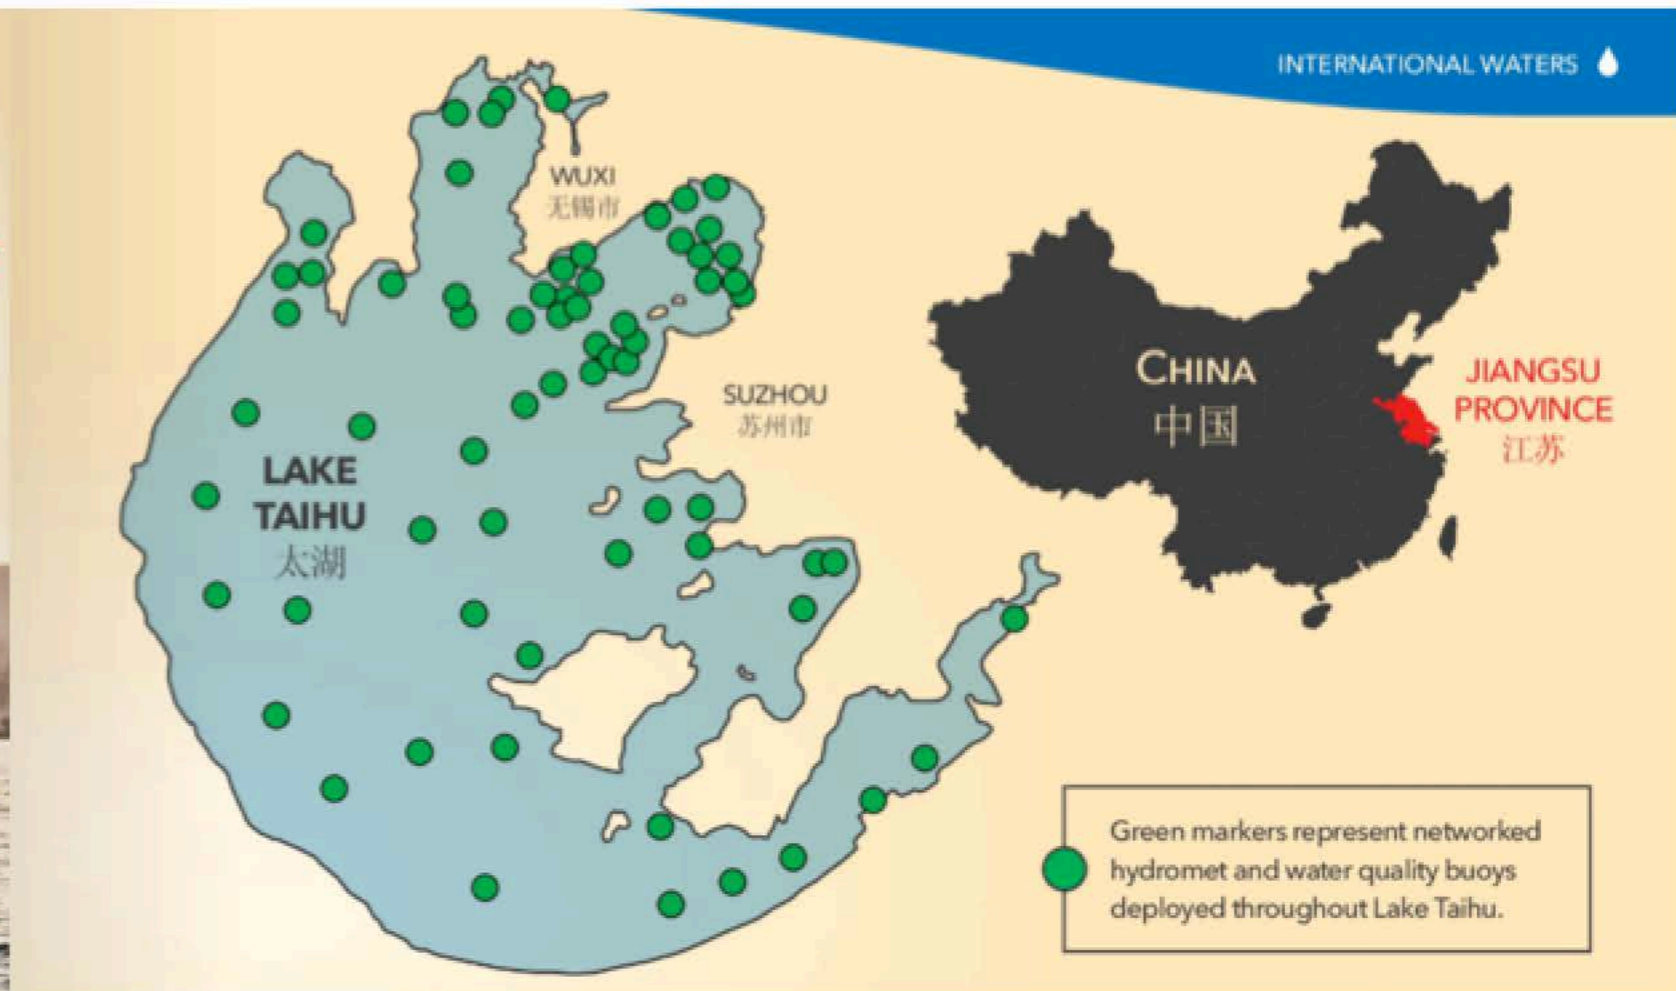 INTERNATIONAL WATERS
WUXI
无锡市
SUZHOU
苏州市
LAKE
TAIHU
太湖
CHINA
中国
JIANGSU
PROVINCE
江苏
Green markers represent networked
hydromet and water quality buoys
deployed throughout Lake Taihu.